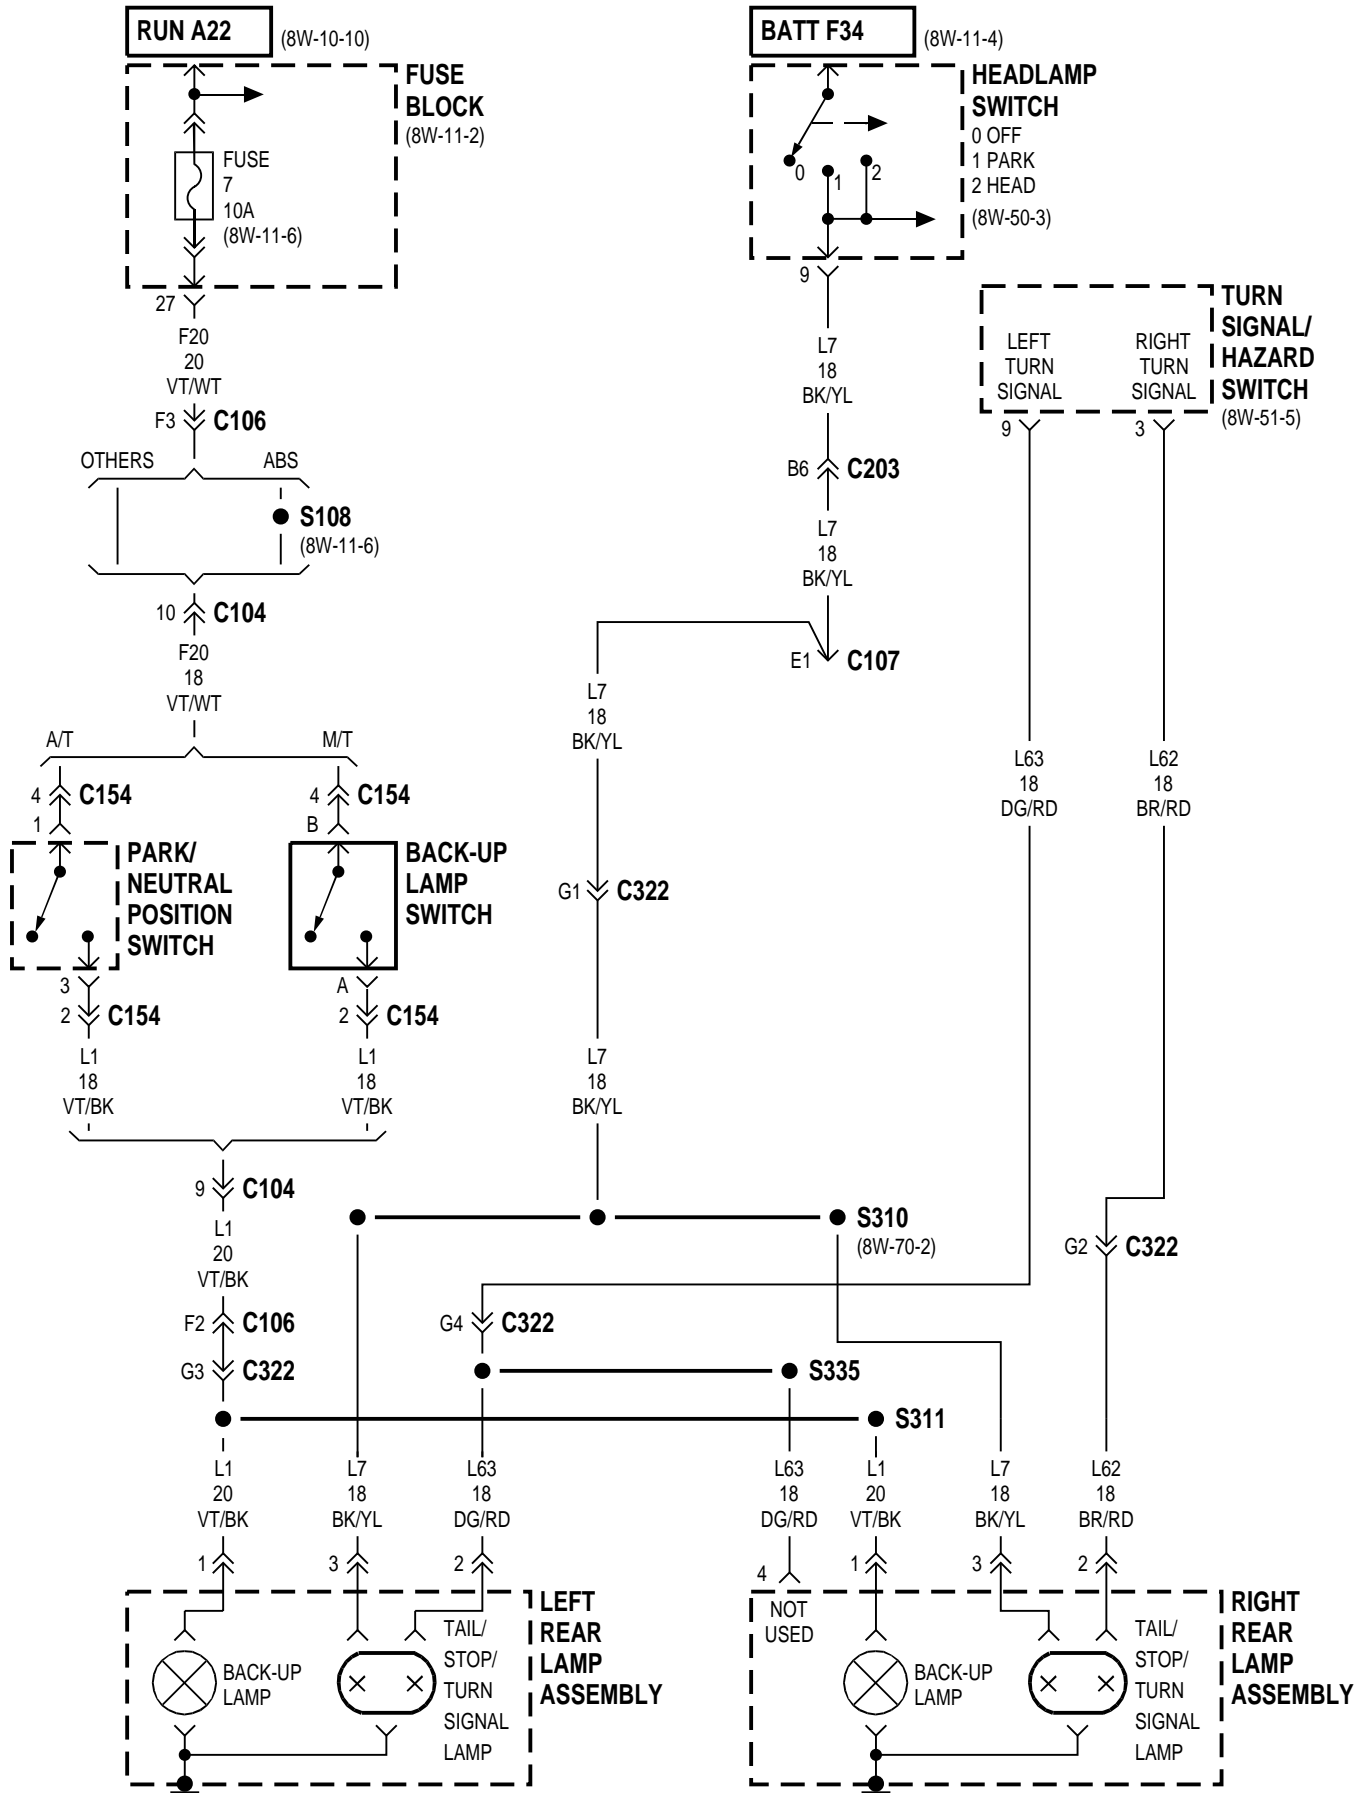 RUN A22
(8W-10-10)
FUSE
BLOCK
(8W-11-2)
FUSE
7
10A
(8W-11-6)
27
F20
20
VT/WT
F3
C106
OTHERS
ABS
S108
(8W-11-6)
10
C104
F20
18
VT/WT
A/T
M/T
4
C154
4
C154
1
B
PARK/
NEUTRAL
POSITION
SWITCH
BACK-UP
LAMP
SWITCH
3
A
2
C154
2
C154
L1
18
VT/BK
L1
18
VT/BK
9
C104
L1
20
VT/BK
F2
C106
G3
C322
BATT F34
(8W-11-4)
HEADLAMP
SWITCH
0 OFF
1 PARK
2 HEAD
(8W-50-3)
0
1
2
9
L7
18
BK/YL
B6
C203
L7
18
BK/YL
E1
C107
L7
18
BK/YL
G1
C322
L7
18
BK/YL
S310
(8W-70-2)
TURN
SIGNAL/
HAZARD
SWITCH
(8W-51-5)
LEFT
TURN
SIGNAL
RIGHT
TURN
SIGNAL
9
3
L63
18
DG/RD
L62
18
BR/RD
G2
C322
G4
C322
S335
S311
L1
20
VT/BK
L7
18
BK/YL
L63
18
DG/RD
L63
18
DG/RD
L1
20
VT/BK
L7
18
BK/YL
L62
18
BR/RD
1
3
2
4
1
3
2
LEFT
REAR
LAMP
ASSEMBLY
BACK-UP
LAMP
TAIL/
STOP/
TURN
SIGNAL
LAMP
NOT
USED
BACK-UP
LAMP
TAIL/
STOP/
TURN
SIGNAL
LAMP
RIGHT
REAR
LAMP
ASSEMBLY